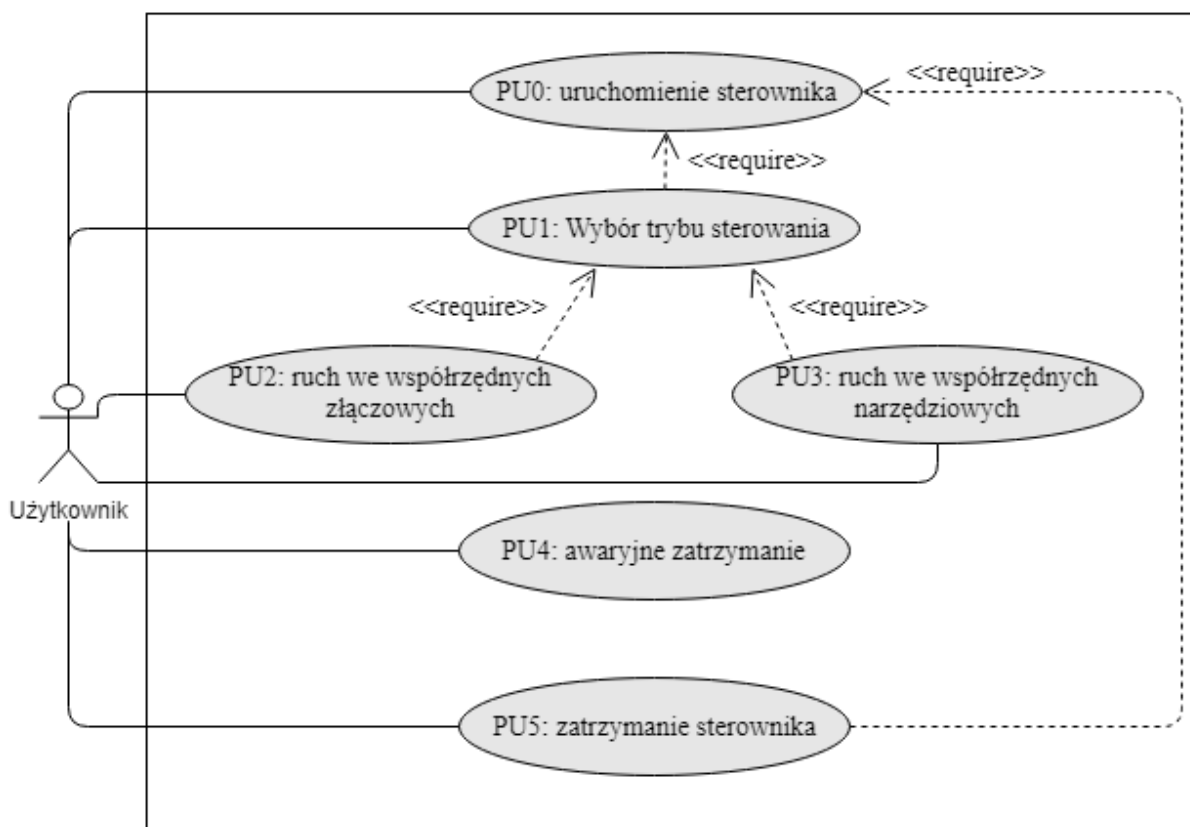 PU0: uruchomienie sterownika
<<require>>
<<require>>
PU1: Wybór trybu sterowania
<<require>>
<<require>>
PU2: ruch we współrzędnych
złączowych
PU3: ruch we współrzędnych
narzędziowych
Użytkownik
PU4: awaryjne zatrzymanie
PU5: zatrzymanie sterownika